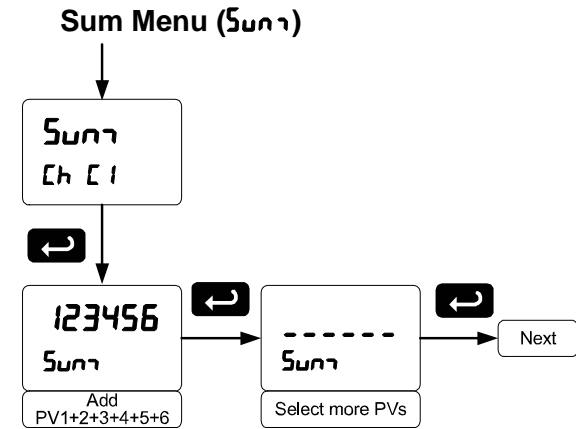 Sum Menu (Sum)
Sum
Ch C1
123456
Sum
Add
PV1+2+3+4+5+6
------
Sum
Select more PVs
Next